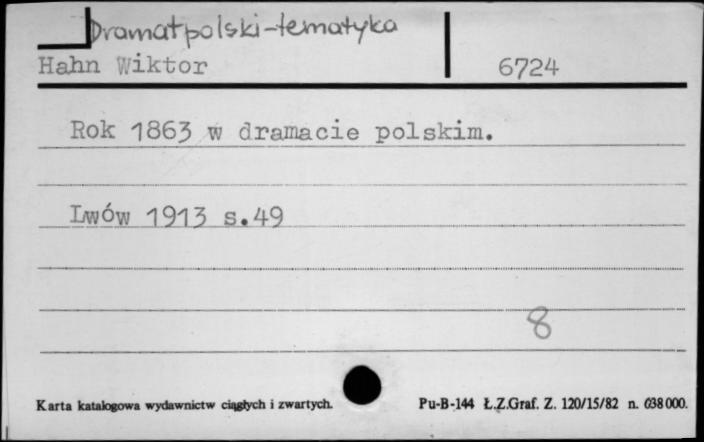 Dramat polski-tematyka
Hahn Wiktor 6724
Rok 1863 w dramacie polskim.
Lwów 1913 s.49
8
Karta katalogowa wydawnictw ciągłych i zwartych. Pu-B-144 Ł.Z.Graf. Z. 120/15/82 n. 638000.